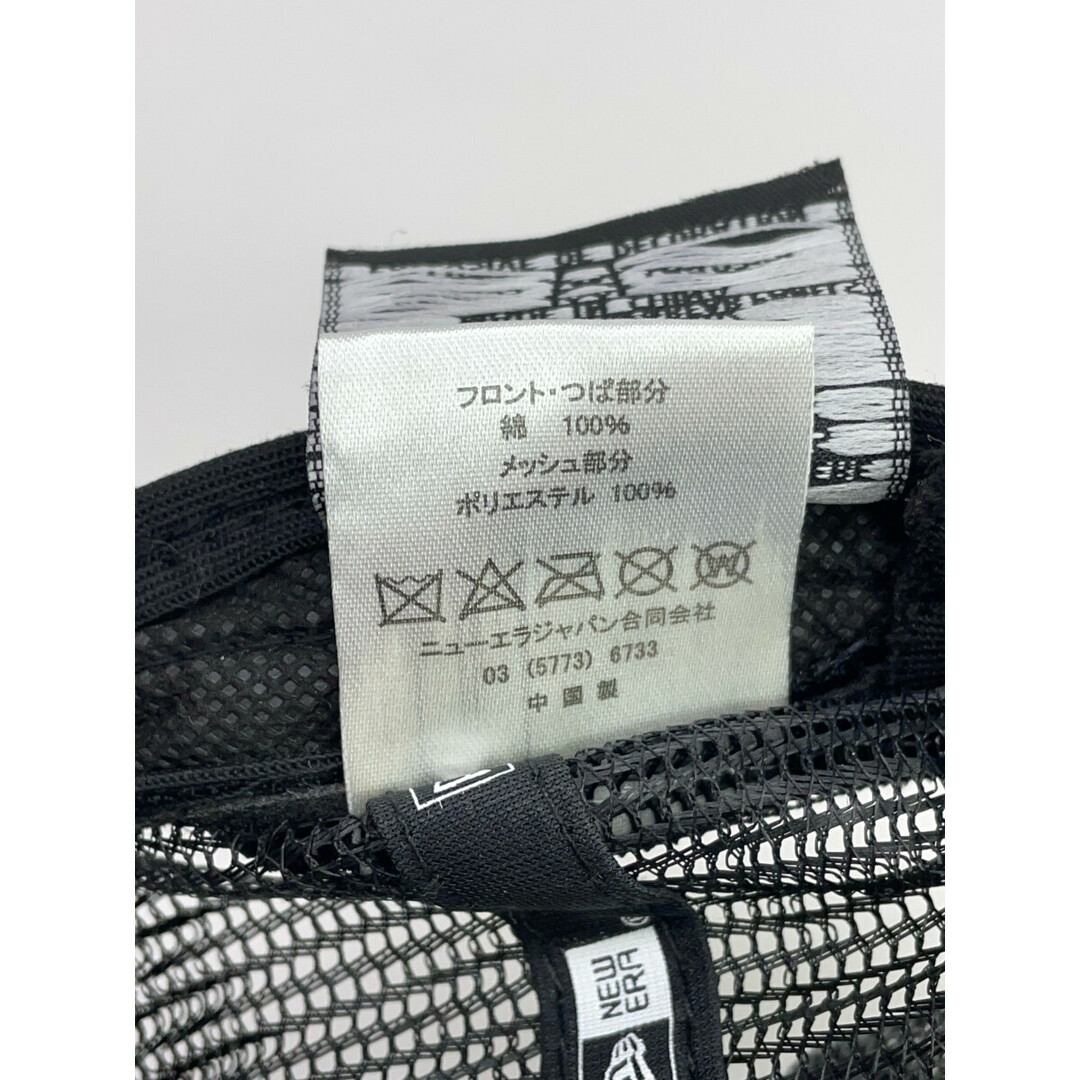 フロント・つば部分
綿 100%
メッシュ部分
ポリエステル 100%
ニューエラジャパン合同会社
03 (5773) 6733
中国製
NEW
ERA